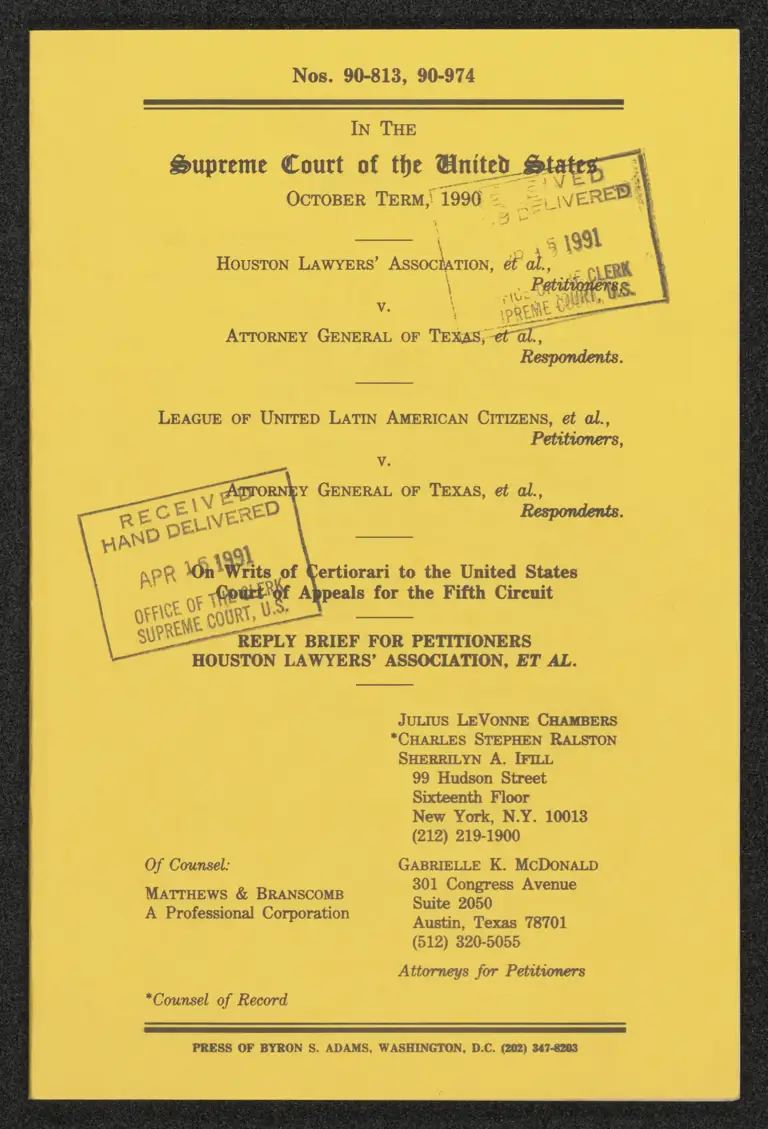 Nos. 90-813, 90-974
IN THE
Supreme Court of the United States
OCTOBER TERM, 1990
HOUSTON LAWYERS' ASSOCIATION, et al.,
Petitioners,
v.
ATTORNEY GENERAL OF TEXAS, et al.,
Respondents.
LEAGUE OF UNITED LATIN AMERICAN CITIZENS, et al.,
Petitioners,
v.
ATTORNEY GENERAL OF TEXAS, et al.,
Respondents.
On Writs of Certiorari to the United States
Court of Appeals for the Fifth Circuit
REPLY BRIEF FOR PETITIONERS
HOUSTON LAWYERS' ASSOCIATION, ET AL.
JULIUS LEVONNE CHAMBERS
*CHARLES STEPHEN RALSTON
SHERRILYN A. IFILL
99 Hudson Street
Sixteenth Floor
New York, N.Y. 10013
(212) 219-1900
Of Counsel:
MATTHEWS & BRANSCOMB
A Professional Corporation
GABRIELLE K. MCDONALD
301 Congress Avenue
Suite 2050
Austin, Texas 78701
(512) 320-5055
Attorneys for Petitioners
*Counsel of Record
PRESS OF BYRON S. ADAMS, WASHINGTON, D.C. (202) 347-8203
RECEIVED
HAND DELIVERED
APR 15 1991
OFFICE OF THE CLERK
SUPREME COURT, U.S.
1991
CLERK
COURT, U.S.